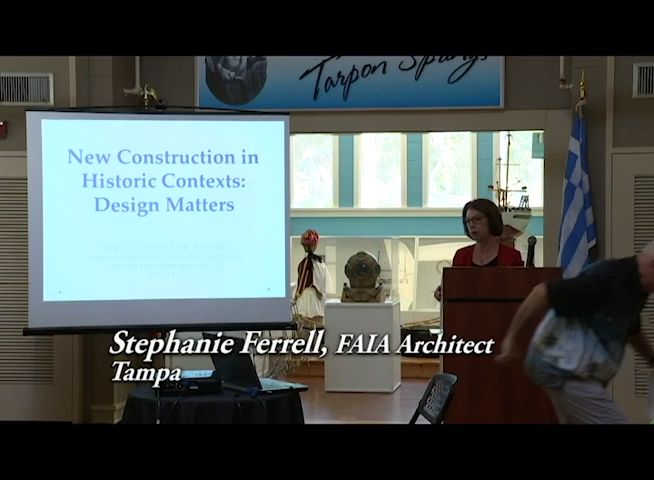 Tarpon Springs
New Construction in
Historic Contexts:
Design Matters
Stephanie Ferrell, FAIA Architect
Tampa